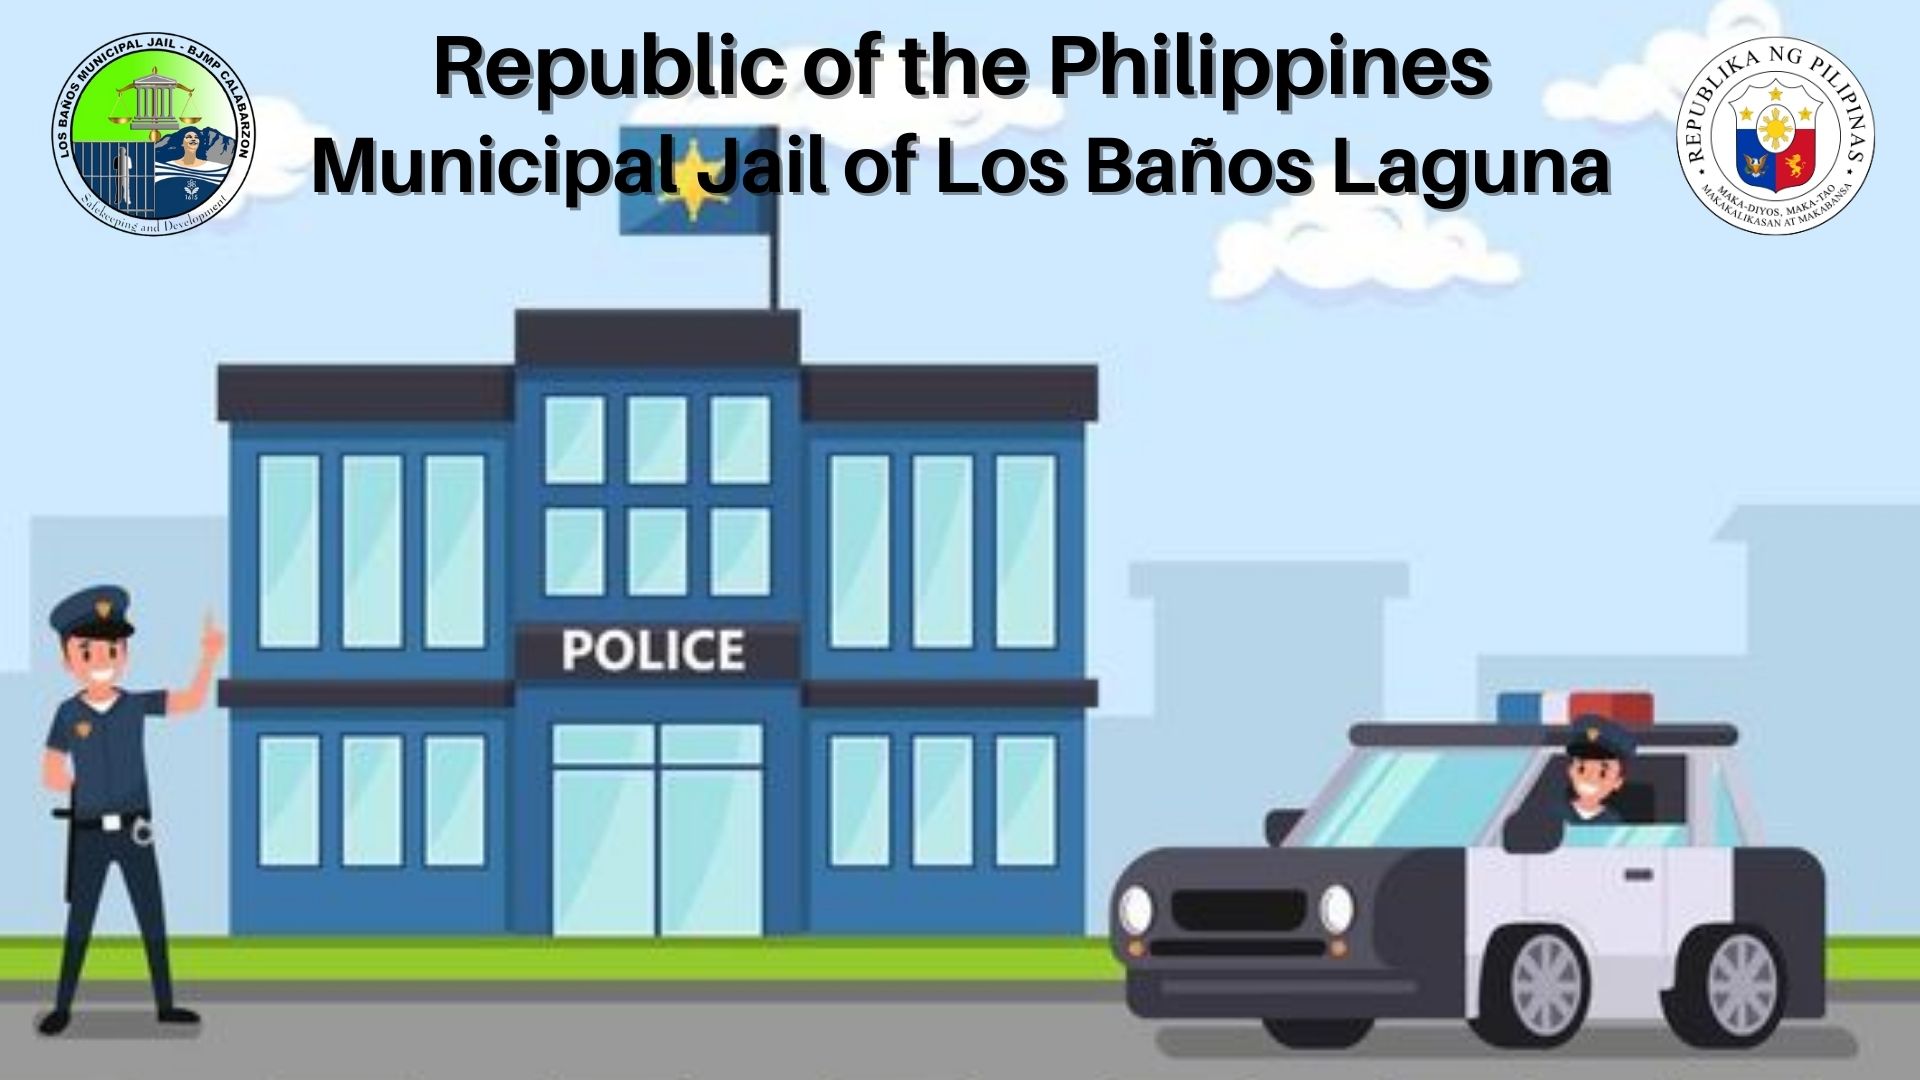 Republic of the Philippines
Municipal Jail of Los Baños Laguna
LOS BAÑOS MUNICIPAL JAIL - BJMP CALABARZON
1615
Safekeeping and Development
REPUBLIKA NG PILIPINAS
MAKA-DIYOS, MAKA-TAO
MAKAKALIKASAN AT MAKABANSA
POLICE